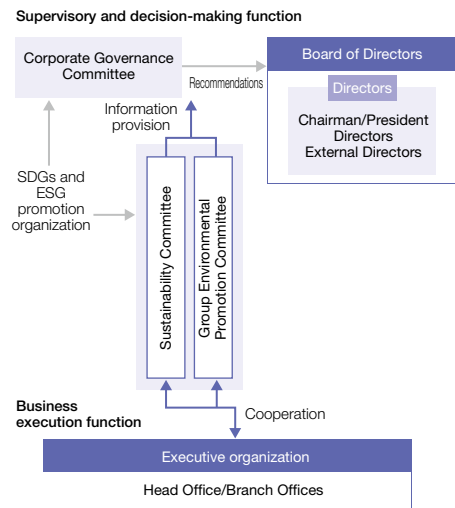 Supervisory and decision-making function
Corporate Governance
Committee
Recommendations
Board of Directors
Directors
Chairman/President
Directors
External Directors
Information
provision
SDGs and
ESG
promotion
organization
Sustainability Committee
Group Environmental
Promotion Committee
Business
execution function
Cooperation
Executive organization
Head Office/Branch Offices